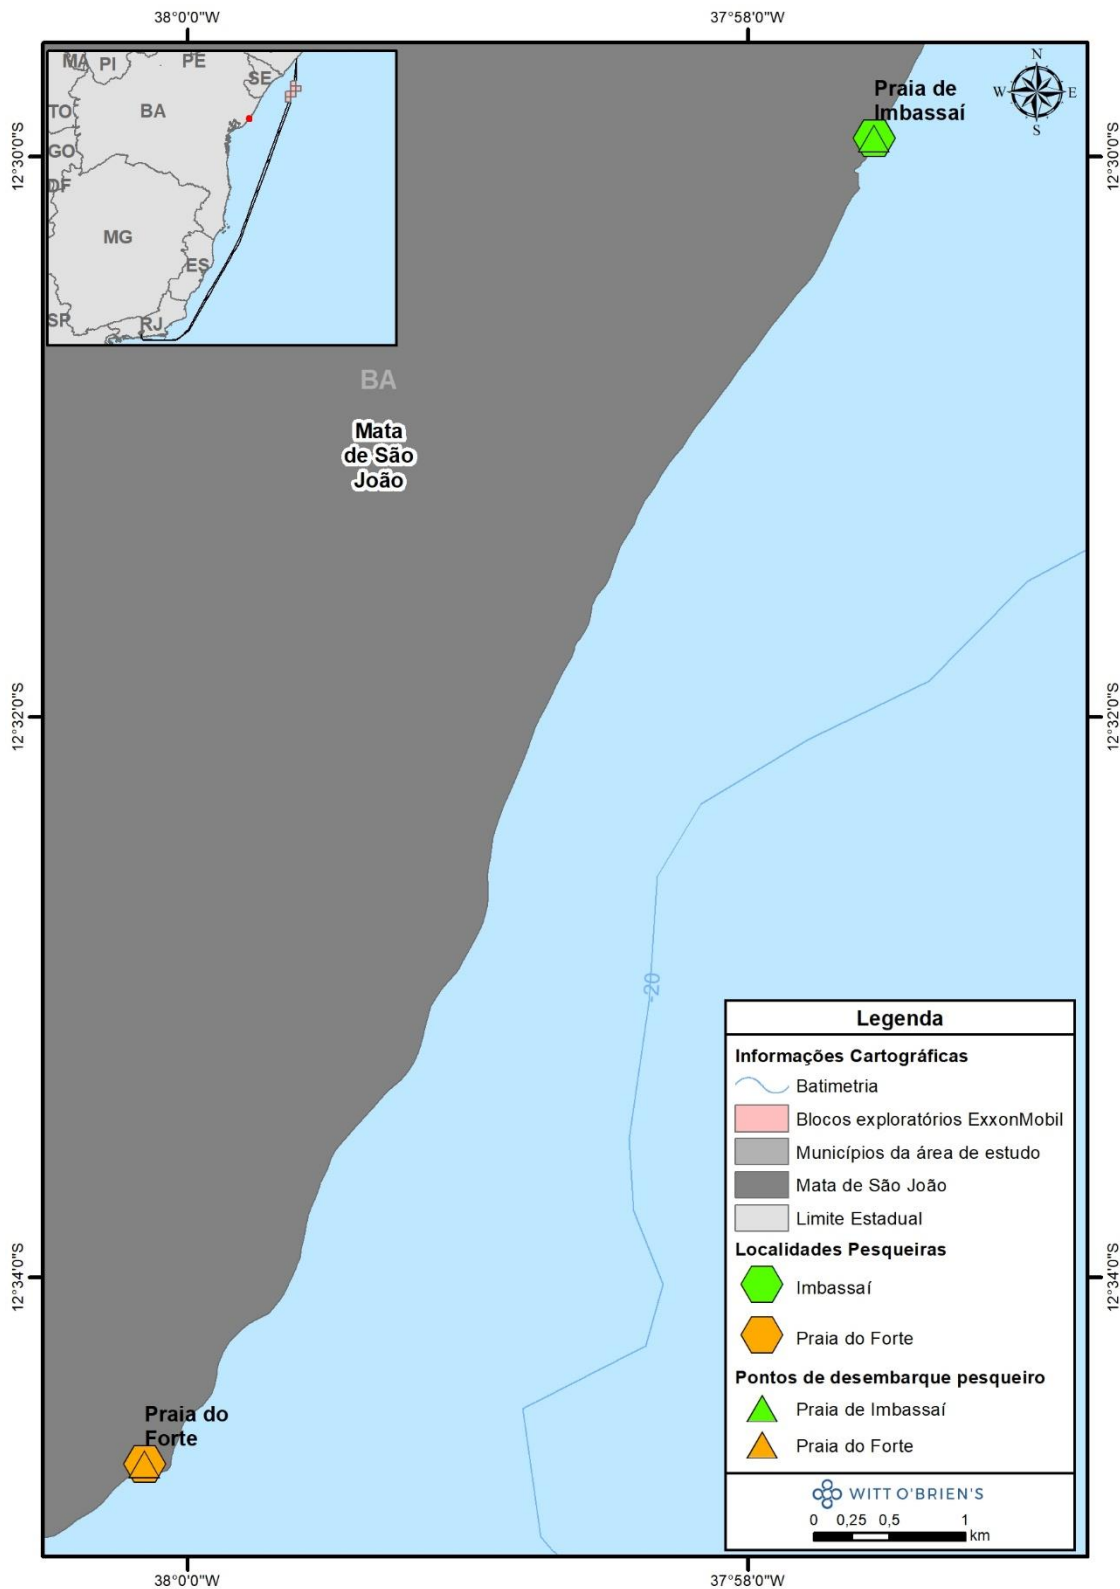 38°0'0"W
37°58'0"W
MA
PI
PE
SE
TO
BA
GO
DF
MG
ES
SP
RJ
N
W
E
S
Praia de
Imbassaí
12°30'0"S
12°30'0"S
BA
Mata
de São
João
12°32'0"S
12°32'0"S
-20
12°34'0"S
12°34'0"S
Praia do
Forte
Legenda
Informações Cartográficas
Batimetria
Blocos exploratórios ExxonMobil
Municípios da área de estudo
Mata de São João
Limite Estadual
Localidades Pesqueiras
Imbassaí
Praia do Forte
Pontos de desembarque pesqueiro
Praia de Imbassaí
Praia do Forte
WITT O'BRIEN'S
0 0,25 0,5 1
km
38°0'0"W
37°58'0"W